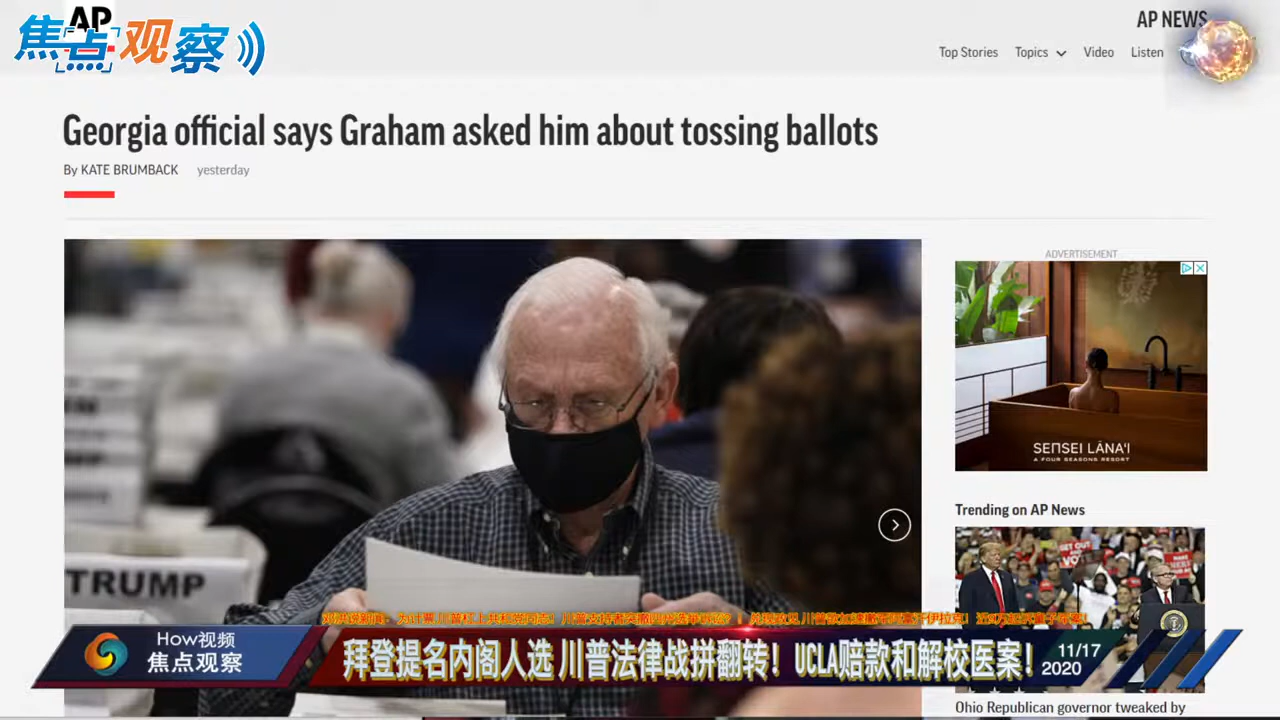 AP
焦点观察
AP NEWS
Top Stories Topics Video Listen
Georgia official says Graham asked him about tossing ballots
By KATE BRUMBACK yesterday
ADVERTISEMENT
SENSEI LĀNA'I
A FOUR SEASONS RESORT
Trending on AP News
GET OUT AND VOTE
TRUMP
How视频
焦点观察
拜登提名内阁人选 川普法律战拼翻转！UCLA赔款和解校医案！
11/17
2020
Ohio Republican governor tweaked by